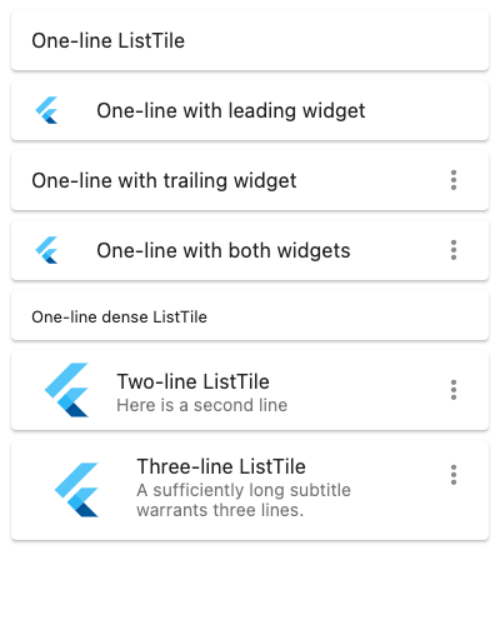 One-line ListTile
One-line with leading widget
One-line with trailing widget
One-line with both widgets
One-line dense ListTile
Two-line ListTile
Here is a second line
Three-line ListTile
A sufficiently long subtitle
warrants three lines.